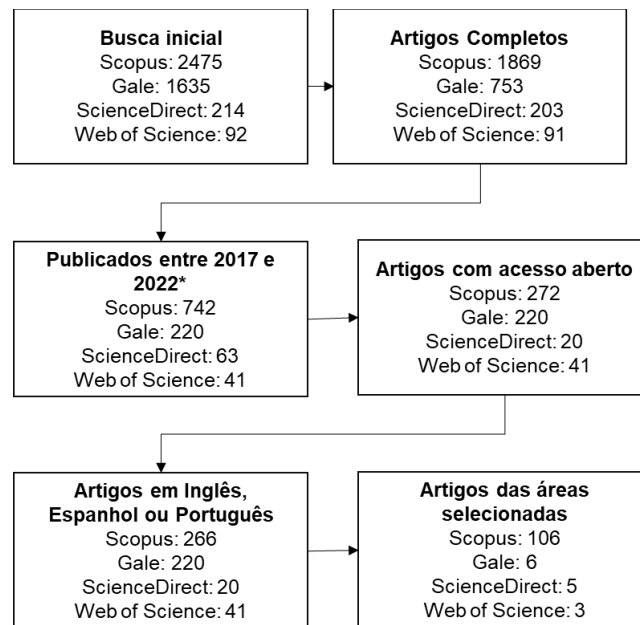 Busca inicial
Scopus: 2475
Gale: 1635
ScienceDirect: 214
Web of Science: 92
Artigos Completos
Scopus: 1869
Gale: 753
ScienceDirect: 203
Web of Science: 91
Publicados entre 2017 e
2022*
Scopus: 742
Gale: 220
ScienceDirect: 63
Web of Science: 41
Artigos com acesso aberto
Scopus: 272
Gale: 220
ScienceDirect: 20
Web of Science: 41
Artigos em Inglês,
Espanhol ou Português
Scopus: 266
Gale: 220
ScienceDirect: 20
Web of Science: 41
Artigos das áreas
selecionadas
Scopus: 106
Gale: 6
ScienceDirect: 5
Web of Science: 3